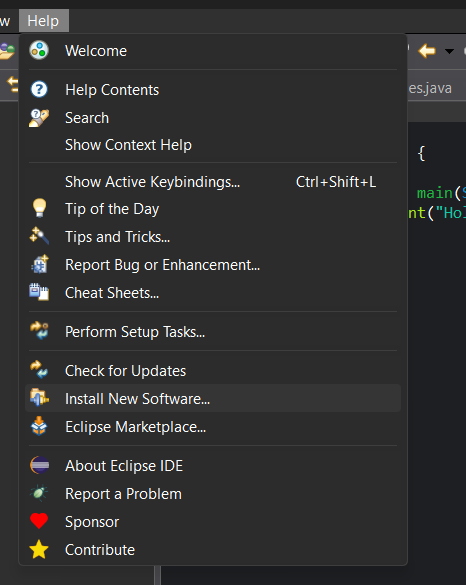 w Help
Welcome
Help Contents
Search
Show Context Help
Show Active Keybindings... Ctrl+Shift+L
Tip of the Day
Tips and Tricks...
Report Bug or Enhancement...
Cheat Sheets...
Perform Setup Tasks...
Check for Updates
Install New Software...
Eclipse Marketplace...
About Eclipse IDE
Report a Problem
Sponsor
Contribute
es.java
{
main(S
nt("Hol